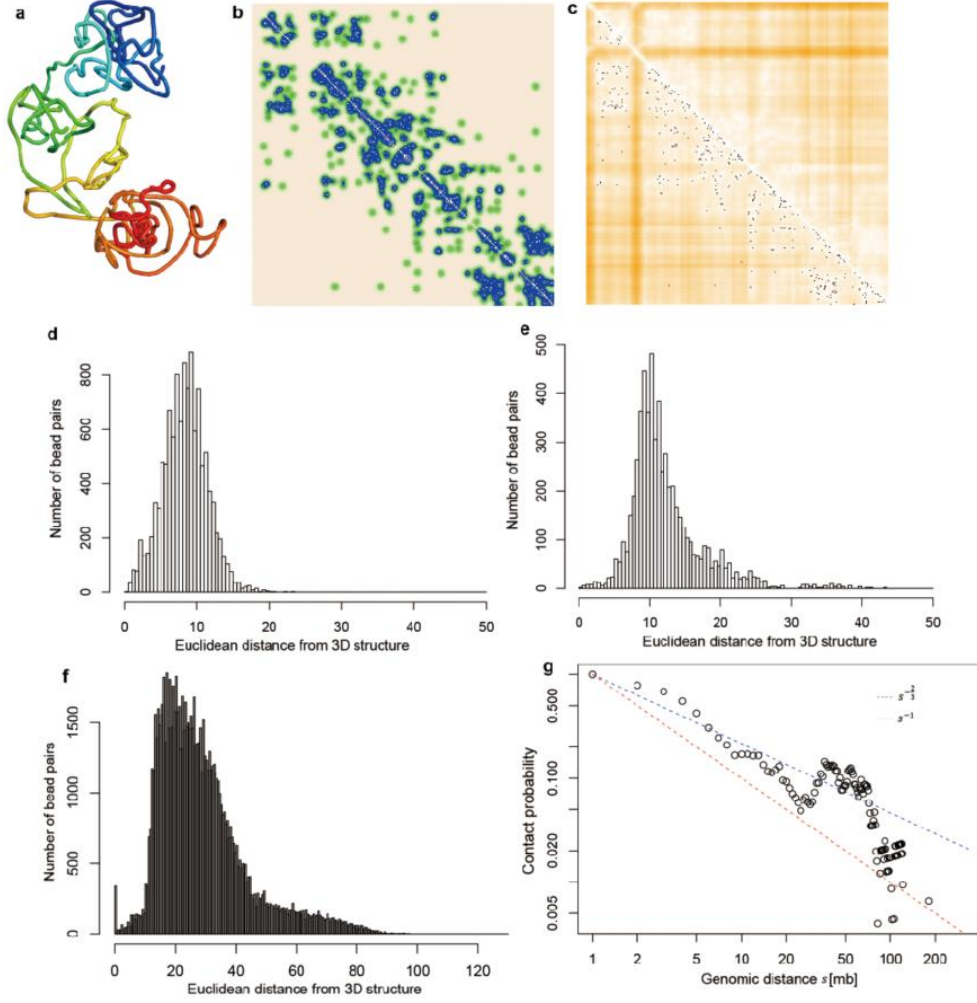 a
b
c
d
Number of bead pairs
800
600
400
200
0
0 10 20 30 40 50
Euclidean distance from 3D structure
e
Number of bead pairs
500
400
300
200
100
0
0 10 20 30 40 50
Euclidean distance from 3D structure
f
Number of bead pairs
1500
1000
500
0
0 20 40 60 80 100 120
Euclidean distance from 3D structure
g
Contact probability
0.500
0.100
0.020
0.005
s^{-2/3}
s^{-1}
1 2 5 10 20 50 100 200
Genomic distance s[mb]